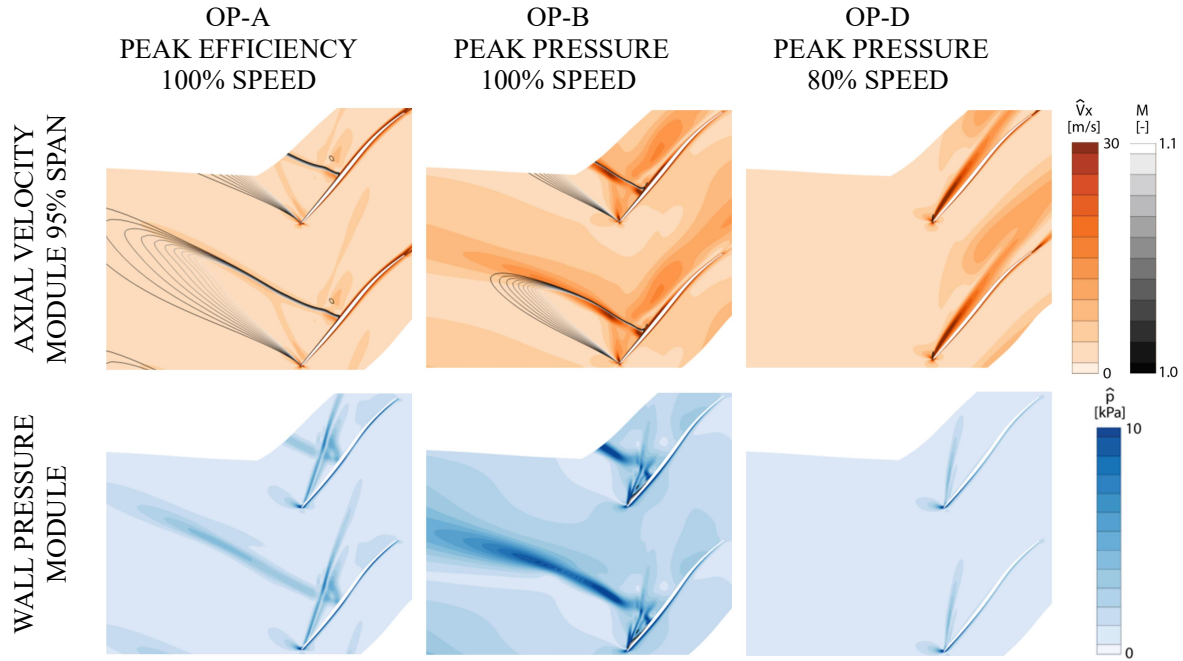 OP-A
PEAK EFFICIENCY
100% SPEED
OP-B
PEAK PRESSURE
100% SPEED
OP-D
PEAK PRESSURE
80% SPEED
AXIAL VELOCITY
MODULE 95% SPAN
V̂x
[m/s]
30
0
M
[-]
1.1
1.0
WALL PRESSURE
MODULE
p̂
[kPa]
10
0